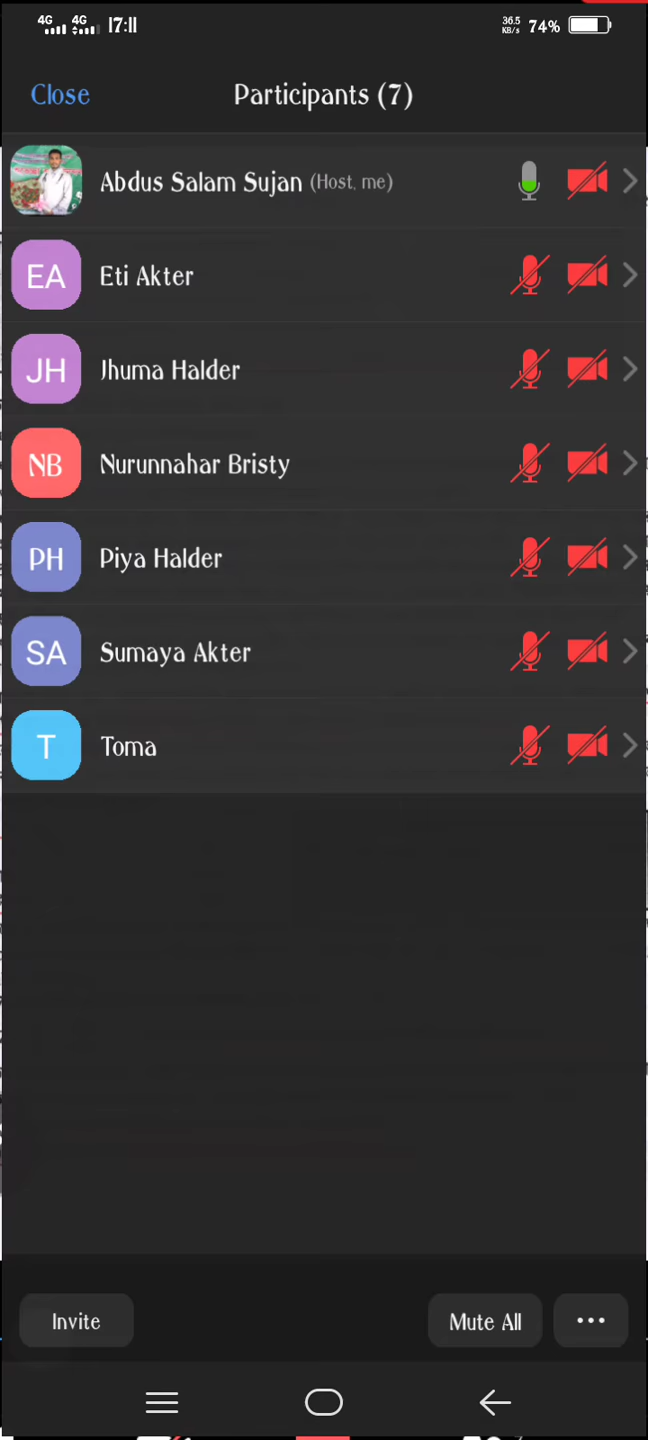 4G 4G 17:11 36.5 KB/s 74%
Close Participants (7)
Abdus Salam Sujan (Host, me)
EA Eti Akter
JH Jhuma Halder
NB Nurunnahar Bristy
PH Piya Halder
SA Sumaya Akter
T Toma
Invite Mute All ...